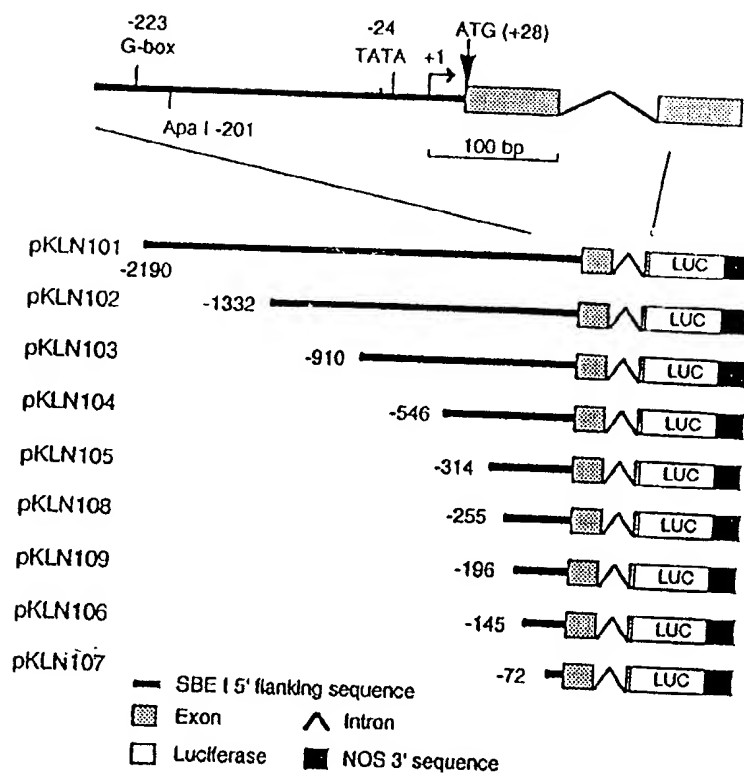 -223
G-box
-24
TATA
+1
ATG (+28)
Apa I -201
100 bp
pKLN101
-2190
LUC
pKLN102
-1332
LUC
pKLN103
-910
LUC
pKLN104
-546
LUC
pKLN105
-314
LUC
pKLN108
-255
LUC
pKLN109
-196
LUC
pKLN106
-145
LUC
pKLN107
-72
LUC
SBE I 5' flanking sequence
Exon
Intron
Luciferase
NOS 3' sequence